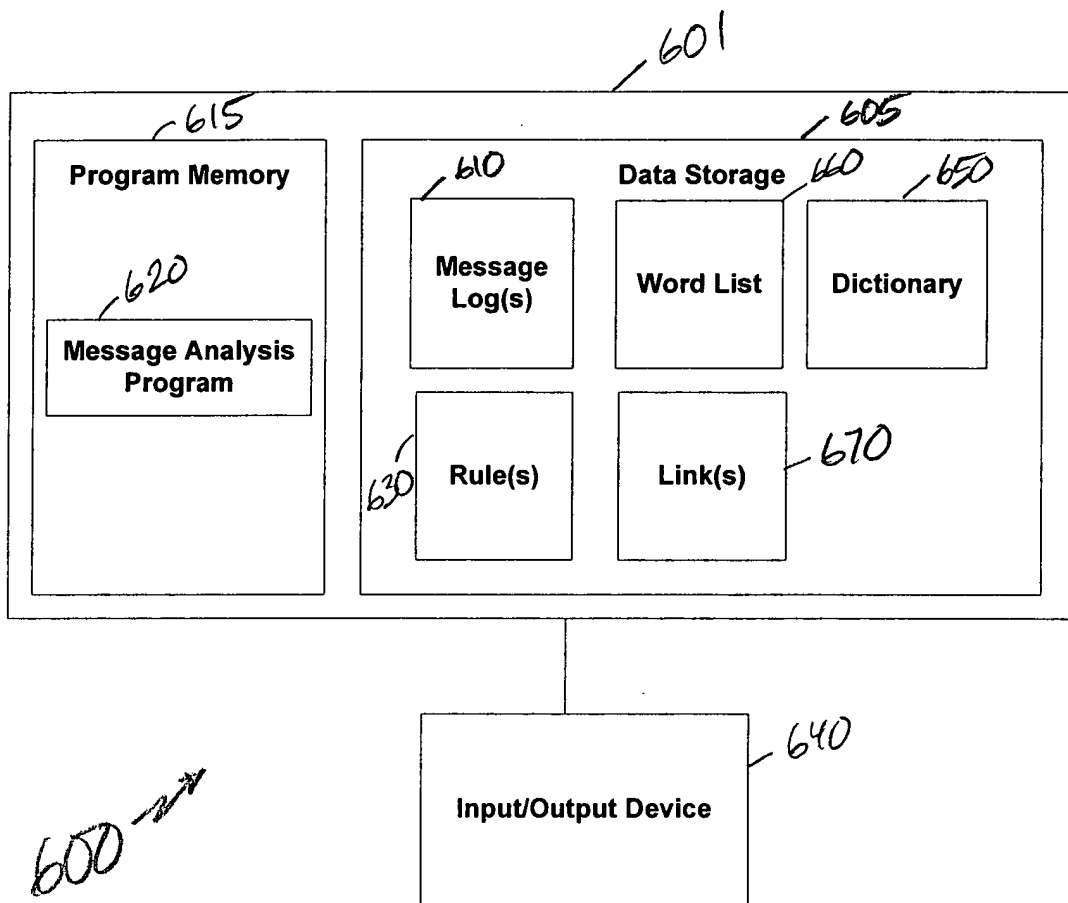 601
615
605
Program Memory
Data Storage
610
660
650
620
Message
Log(s)
Word List
Dictionary
Message Analysis
Program
630
Rule(s)
Link(s)
670
640
Input/Output Device
600